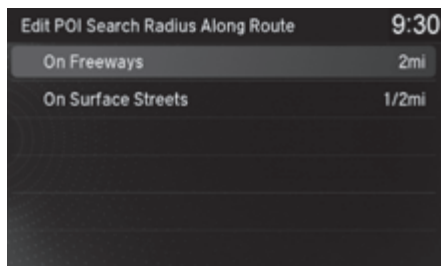 Edit POI Search Radius Along Route 9:30
On Freeways 2mi
On Surface Streets 1/2mi